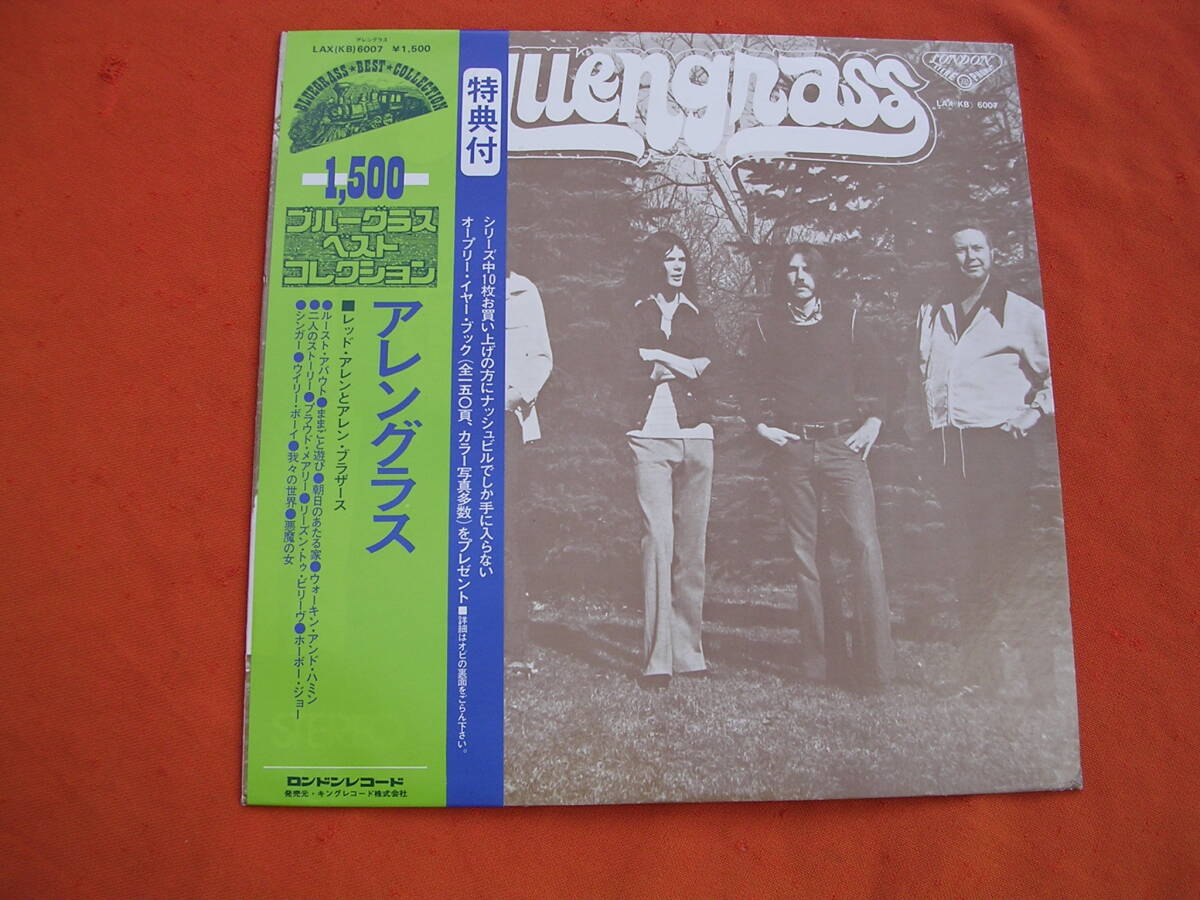 アレングラス
LAX(KB)6007 ¥1,500
BLUEGRASS★BEST★COLLECTION
1,500
ブルーグラス
ベスト
コレクション
アレングラス
■レッド・アレンとアレン・ブラザース
●ルースト・アバウト●ままごと遊び●朝日のあたる家●ウォーキン・アンド・ハミン
●二人のストーリー●プラウド・メアリー●リーズン・トゥ・ビリーヴ●ホーボー・ジョー
●シンガー●ウイリー・ボーイ●我々の世界●悪魔の女
STEREO
ロンドンレコード
発売元・キングレコード株式会社
特典付
シリーズ中10枚お買い上げの方にナッシュビルでしか手に入らない
オープリー・イヤー・ブック(全一五〇頁、カラー写真多数)をプレゼント■詳細はオビの裏面をごらん下さい。
luengrass
LONDON
LAX(KB) 6007